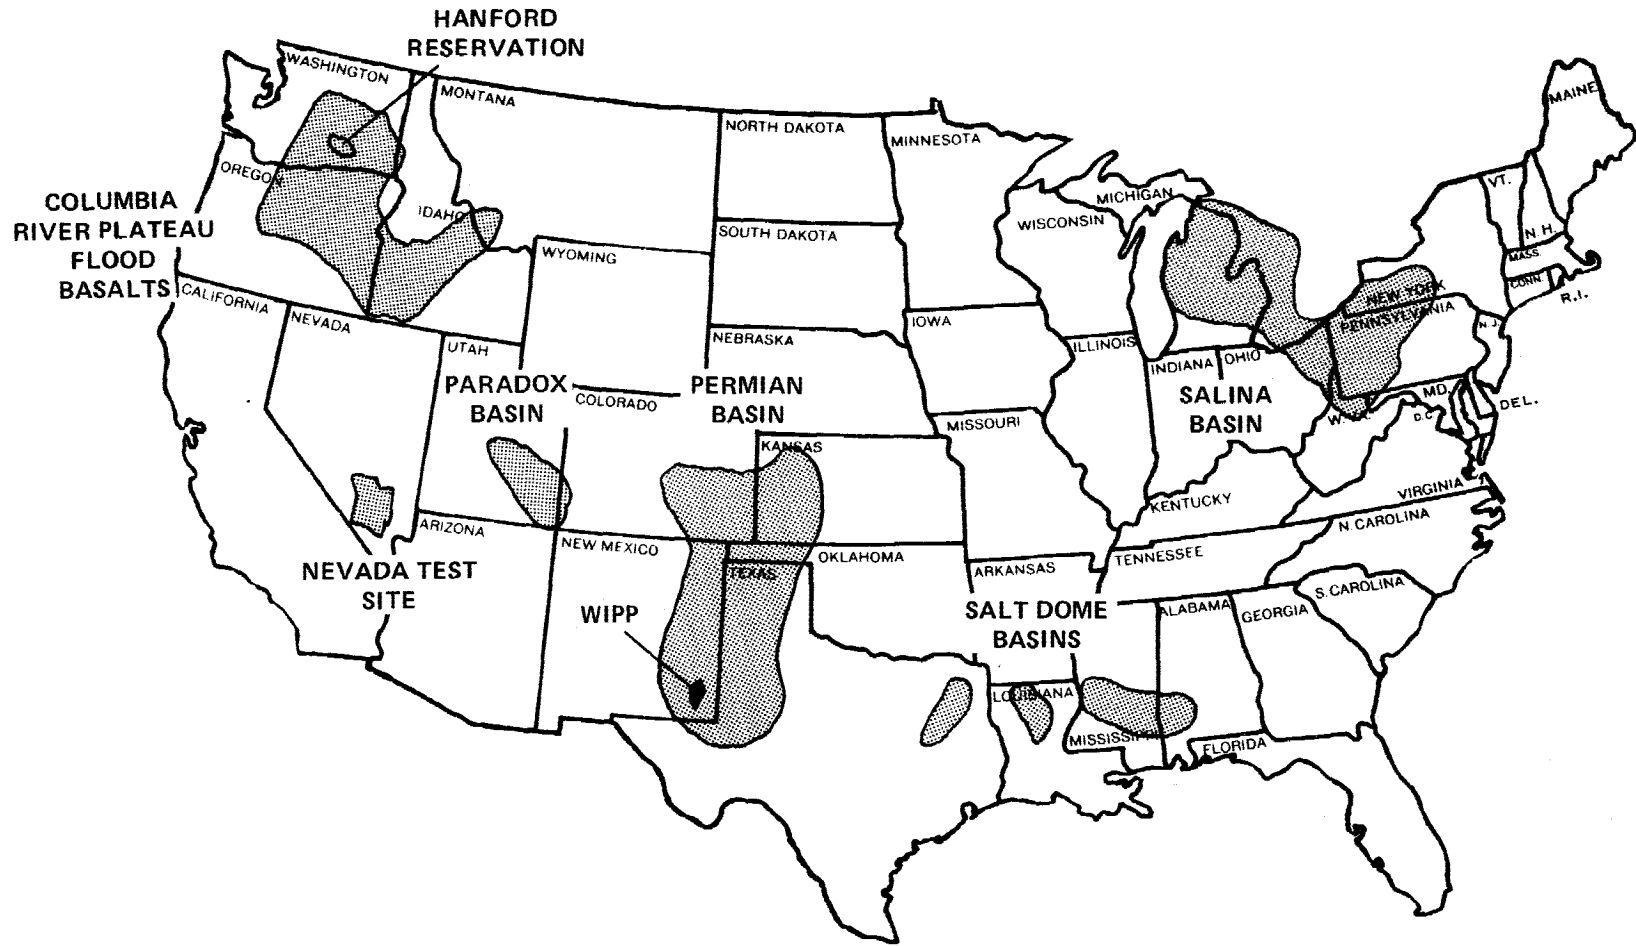 HANFORD
RESERVATION
WASHINGTON
MONTANA
NORTH DAKOTA
MINNESOTA
MAINE
OREGON
COLUMBIA
RIVER PLATEAU
FLOOD
BASALTS
IDAHO
SOUTH DAKOTA
WISCONSIN
MICHIGAN
VT.
N.H.
MASS.
CONN
R.I.
WYOMING
CALIFORNIA
NEVADA
UTAH
NEBRASKA
IOWA
ILLINOIS
INDIANA
OHIO
NEW YORK
PENNSYLVANIA
N.J.
PARADOX
BASIN
COLORADO
PERMIAN
BASIN
SALINA
BASIN
MD.
DEL.
D.C.
W. VA.
KANSAS
MISSOURI
KENTUCKY
VIRGINIA
ARIZONA
NEW MEXICO
OKLAHOMA
TEXAS
ARKANSAS
TENNESSEE
N. CAROLINA
S. CAROLINA
NEVADA TEST
SITE
WIPP
SALT DOME
BASINS
ALABAMA
GEORGIA
LOUISIANA
MISSISSIPPI
FLORIDA